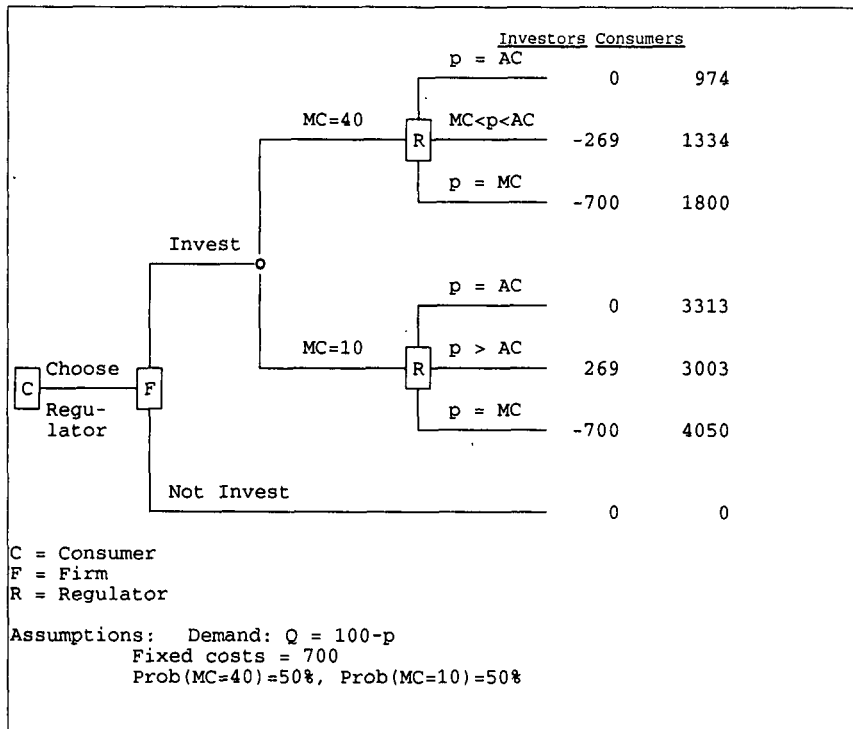 Investors Consumers
p = AC
0 974
MC=40
MC<p<AC
R
-269 1334
p = MC
-700 1800
Invest
p = AC
0 3313
MC=10
p > AC
R
269 3003
Choose
C
F
Regu-
lator
p = MC
-700 4050
Not Invest
0 0
C = Consumer
F = Firm
R = Regulator
Assumptions: Demand: Q = 100-p
Fixed costs = 700
Prob(MC=40)=50%, Prob(MC=10)=50%